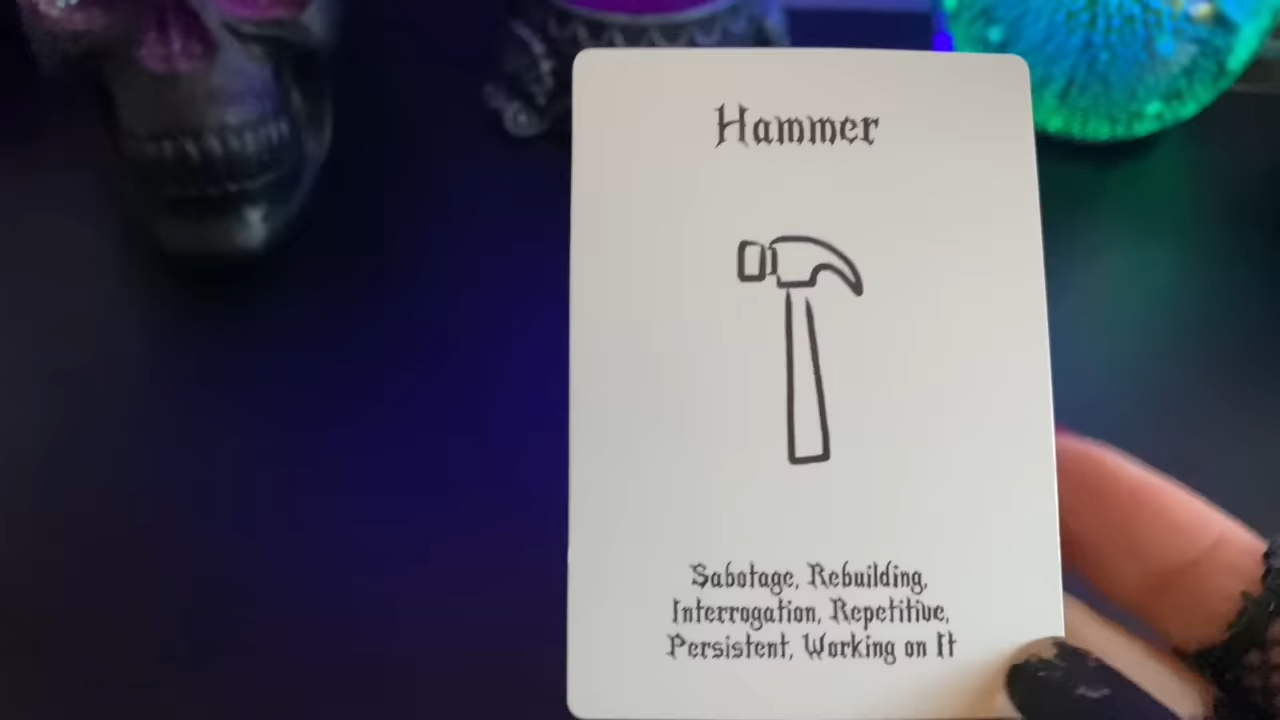 Hammer
Sabotage, Rebuilding,
Interrogation, Repetitive,
Persistent, Working on It